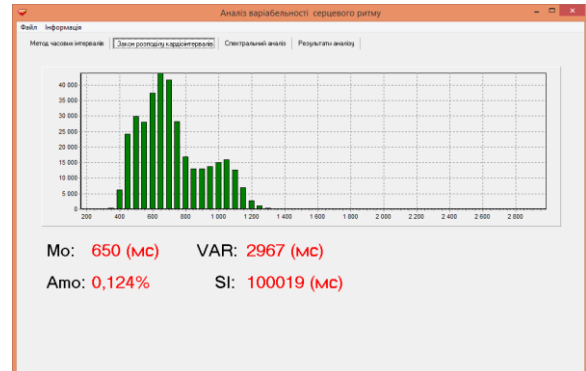 Аналіз варіабельності серцевого ритму
Файл Інформація
Метод часових інтервалів Закон розподілу кардіоінтервалів Спектральний аналіз Результати аналізу
40 000
35 000
30 000
25 000
20 000
15 000
10 000
5 000
0
200 400 600 800 1 000 1 200 1 400 1 600 1 800 2 000 2 200 2 400 2 600 2 800
Mo: 650 (мс) VAR: 2967 (мс)
Amo: 0,124% SI: 100019 (мс)